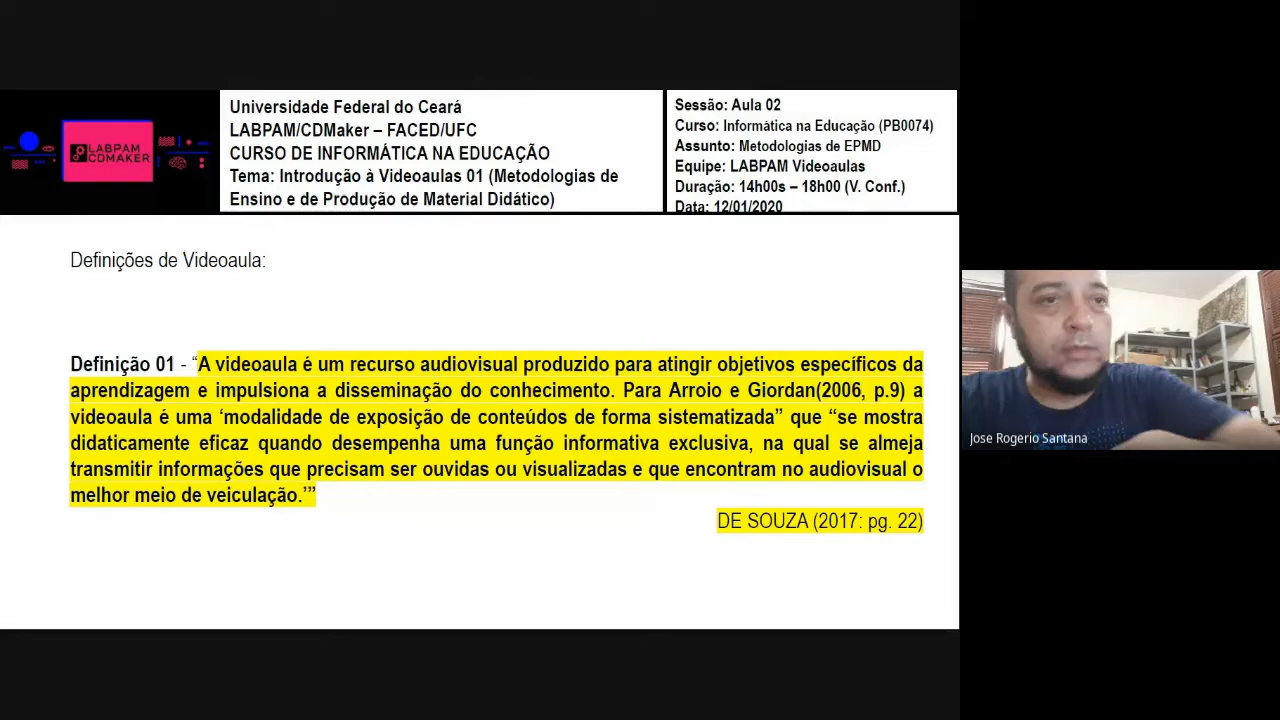 LABPAM
CDMAKER
Universidade Federal do Ceará
LABPAM/CDMaker – FACED/UFC
CURSO DE INFORMÁTICA NA EDUCAÇÃO
Tema: Introdução à Videoaulas 01 (Metodologias de
Ensino e de Produção de Material Didático)
Sessão: Aula 02
Curso: Informática na Educação (PB0074)
Assunto: Metodologias de EPMD
Equipe: LABPAM Videoaulas
Duração: 14h00s – 18h00 (V. Conf.)
Data: 12/01/2020
Definições de Videoaula:
Definição 01 - “A videoaula é um recurso audiovisual produzido para atingir objetivos específicos da
aprendizagem e impulsiona a disseminação do conhecimento. Para Arroio e Giordan(2006, p.9) a
videoaula é uma ‘modalidade de exposição de conteúdos de forma sistematizada” que “se mostra
didaticamente eficaz quando desempenha uma função informativa exclusiva, na qual se almeja
transmitir informações que precisam ser ouvidas ou visualizadas e que encontram no audiovisual o
melhor meio de veiculação.’”
DE SOUZA (2017: pg. 22)
Jose Rogerio Santana